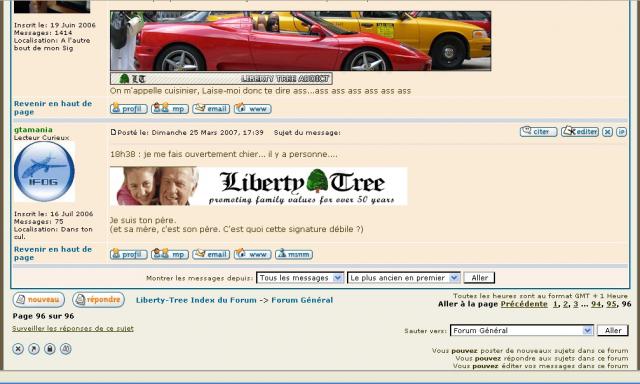 Inscrit le: 19 Juin 2006
Messages: 1414
Localisation: A l'autre
bout de mon Sig
LT LIBERTY TREE ADDICT
On m'appelle cuisinier, Laise-moi donc te dire ass...ass ass ass ass ass ass
Revenir en haut de
page
profil mp email www
gtamania
Lecteur Curieux
Posté le: Dimanche 25 Mars 2007, 17:39 Sujet du message:
citer editer x ip
IFOG
18h38 : je me fais ouvertement chier... il y a personne....
Liberty Tree
promoting family values for over 50 years
Inscrit le: 16 Juil 2006
Messages: 75
Localisation: Dans ton
cul.
Je suis ton père.
(et sa mère, c'est son père. C'est quoi cette signature débile ?)
Revenir en haut de
page
profil mp email www msnm
Montrer les messages depuis: Tous les messages Le plus ancien en premier Aller
nouveau répondre Liberty-Tree Index du Forum -> Forum Général
Toutes les heures sont au format GMT + 1 Heure
Aller à la page Précédente 1, 2, 3 ... 94, 95, 96
Page 96 sur 96
Surveiller les réponses de ce sujet
Sauter vers: Forum Général Aller
Vous pouvez poster de nouveaux sujets dans ce forum
Vous pouvez répondre aux sujets dans ce forum
Vous pouvez éditer vos messages dans ce forum